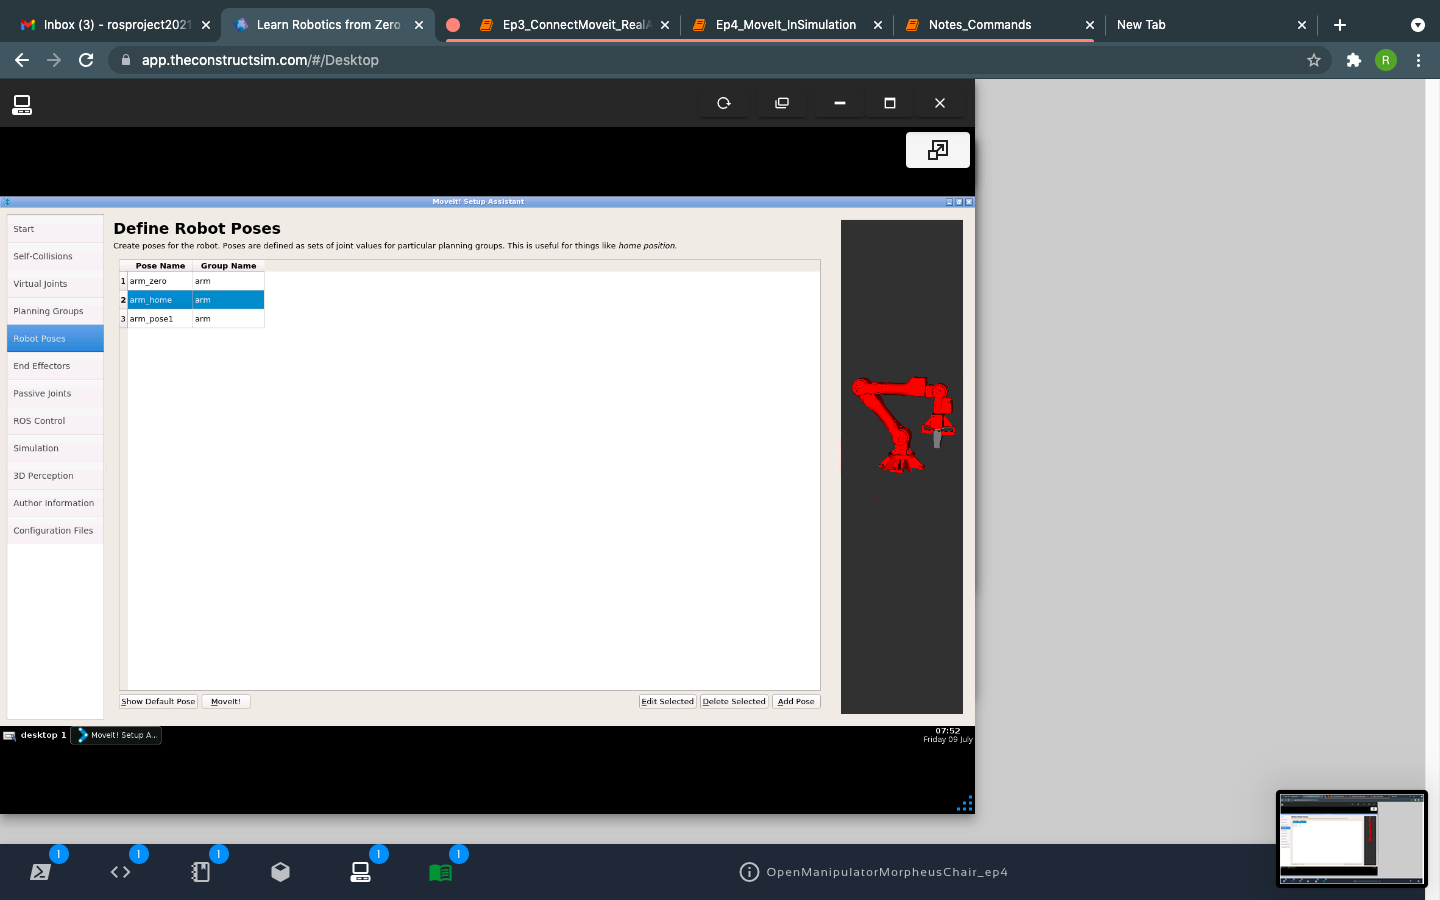 Inbox (3) - rosproject2021
Learn Robotics from Zero
Ep3_ConnectMoveit_RealA
Ep4_MoveIt_InSimulation
Notes_Commands
New Tab
app.theconstructsim.com/#/Desktop
R
MoveIt! Setup Assistant
Start
Self-Collisions
Virtual Joints
Planning Groups
Robot Poses
End Effectors
Passive Joints
ROS Control
Simulation
3D Perception
Author Information
Configuration Files
Define Robot Poses
Create poses for the robot. Poses are defined as sets of joint values for particular planning groups. This is useful for things like home position.
Pose Name Group Name
1 arm_zero arm
2 arm_home arm
3 arm_pose1 arm
Show Default Pose MoveIt! Edit Selected Delete Selected Add Pose
desktop 1 MoveIt! Setup A... 07:52
Friday 09 July
1 1 1 1 1
OpenManipulatorMorpheusChair_ep4